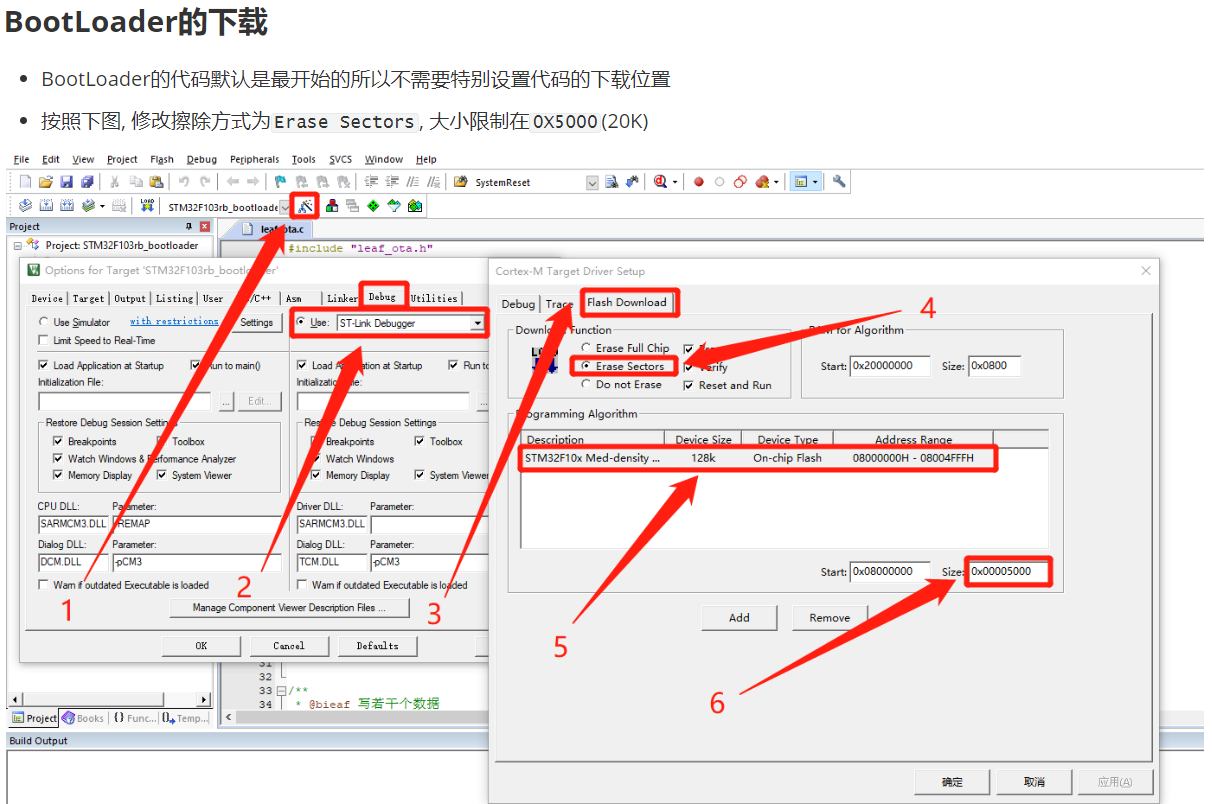 BootLoader的下载
BootLoader的代码默认是最开始的所以不需要特别设置代码的下载位置
按照下图, 修改擦除方式为Erase Sectors, 大小限制在0X5000(20K)
File Edit View Project Flash Debug Peripherals Tools SVCS Window Help
SystemReset
STM32F103rb_bootloade
Project
leaf_ota.c
Project: STM32F103rb_bootloader
#include "leaf_ota.h"
Options for Target 'STM32F103rb_bootloader'
Device Target Output Listing User C/C++ Asm Linker Debug Utilities
Use Simulator with restrictions Settings
Use: ST-Link Debugger
Limit Speed to Real-Time
Load Application at Startup Run to main()
Load Application at Startup Run to
Initialization File:
Initialization File:
... Edit...
...
Restore Debug Session Settings
Restore Debug Session Settings
Breakpoints Toolbox
Breakpoints Toolbox
Watch Windows & Performance Analyzer
Watch Windows
Memory Display System Viewer
Memory Display System Viewer
CPU DLL: Parameter:
Driver DLL: Parameter:
SARMCM3.DLL -REMAP
SARMCM3.DLL
Dialog DLL: Parameter:
Dialog DLL: Parameter:
DCM.DLL -pCM3
TCM.DLL -pCM3
Warn if outdated Executable is loaded
Warn if outdated Executable is loaded
Manage Component Viewer Description Files ...
OK Cancel Defaults
Cortex-M Target Driver Setup
Debug Trace Flash Download
Download Function
LOAD
Erase Full Chip
Erase Sectors Verify
Do not Erase Reset and Run
RAM for Algorithm
Start: 0x20000000 Size: 0x0800
Programming Algorithm
Description Device Size Device Type Address Range
STM32F10x Med-density ... 128k On-chip Flash 08000000H - 08004FFFH
Start: 0x08000000 Size: 0x00005000
Add Remove
确定 取消 应用(A)
1
2
3
4
5
6
31
32
33 /**
34 * @bieaf 写若干个数据
Project Books {} Func... Temp...
Build Output